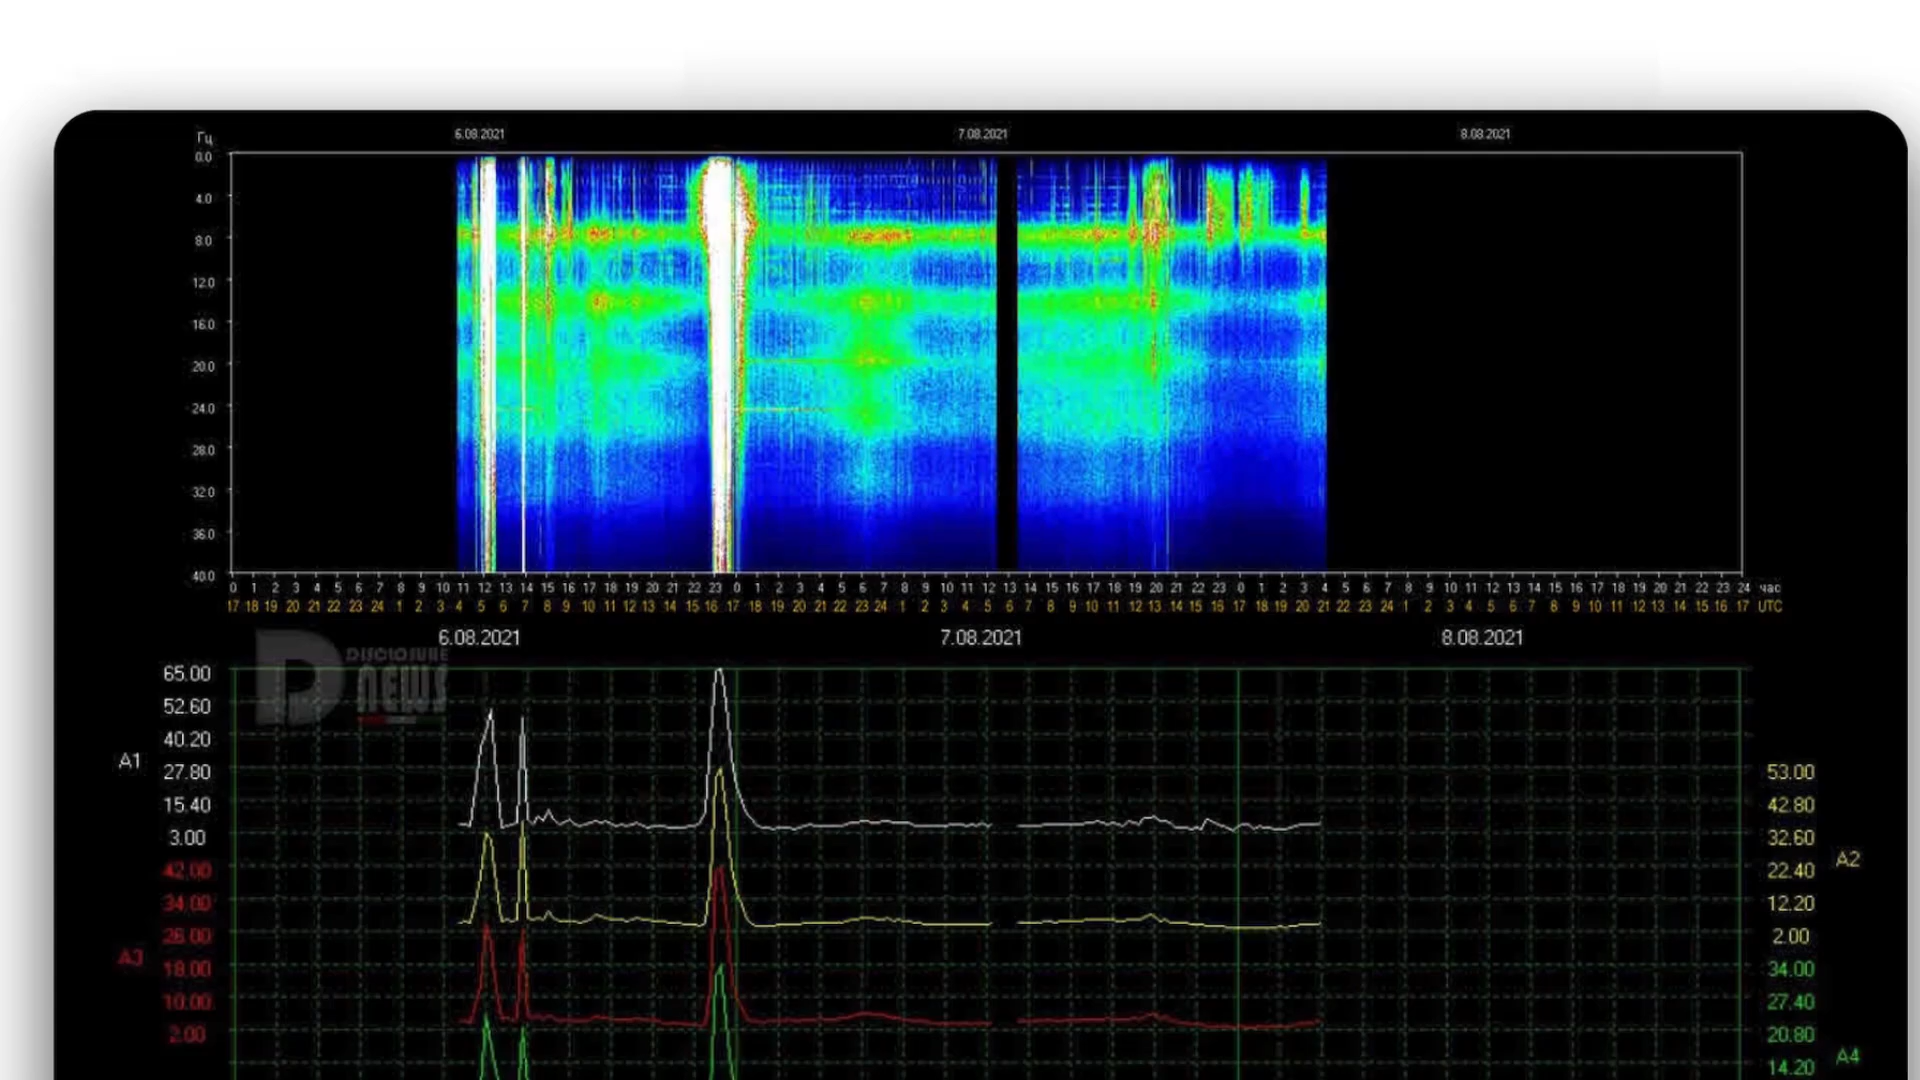 Гц 6.08.2021 7.08.2021 8.08.2021
0.0
4.0
8.0
12.0
16.0
20.0
24.0
28.0
32.0
36.0
40.0
0 1 2 3 4 5 6 7 8 9 10 11 12 13 14 15 16 17 18 19 20 21 22 23 0 1 2 3 4 5 6 7 8 9 10 11 12 13 14 15 16 17 18 19 20 21 22 23 0 1 2 3 4 5 6 7 8 9 10 11 12 13 14 15 16 17 18 19 20 21 22 23 24 час
17 18 19 20 21 22 23 24 1 2 3 4 5 6 7 8 9 10 11 12 13 14 15 16 17 18 19 20 21 22 23 24 1 2 3 4 5 6 7 8 9 10 11 12 13 14 15 16 17 18 19 20 21 22 23 24 1 2 3 4 5 6 7 8 9 10 11 12 13 14 15 16 17 UTC
6.08.2021 7.08.2021 8.08.2021
DISCLOSURE
NEWS
65.00
52.60
40.20
A1
27.80 53.00
15.40 42.80
3.00 32.60
A2
42.00 22.40
34.00 12.20
26.00 2.00
A3
18.00 34.00
10.00 27.40
2.00 20.80
A4
14.20